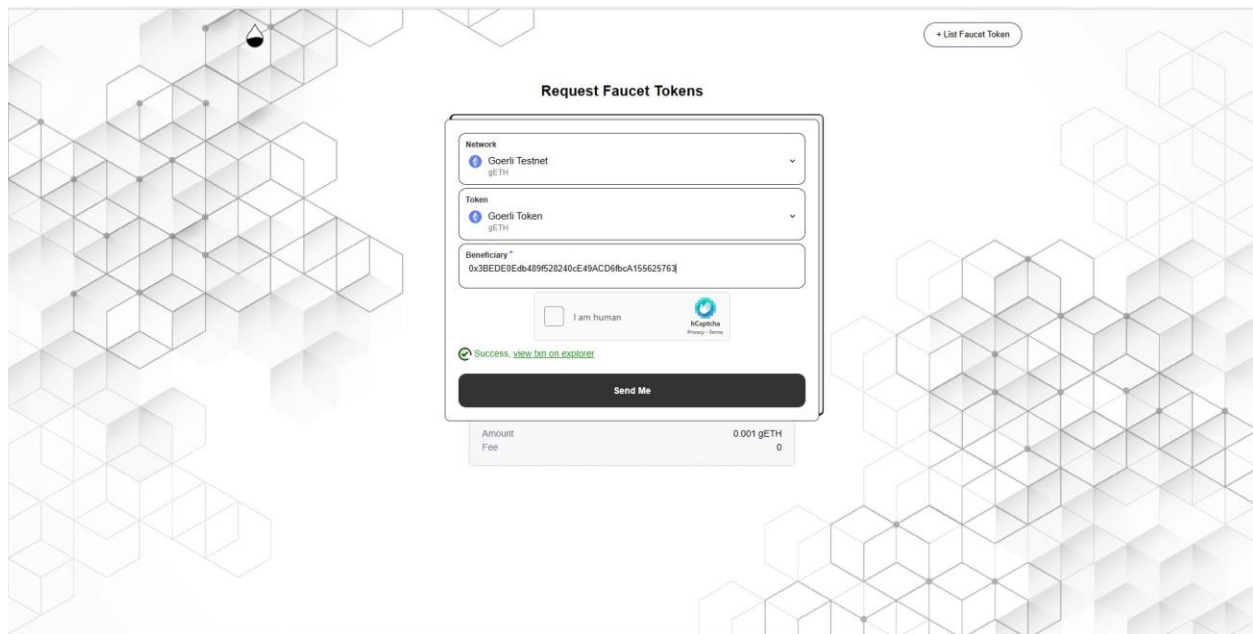 + List Faucet Token
Request Faucet Tokens
Network
Goerli Testnet
gETH
Token
Goerli Token
gETH
Beneficiary *
0x3BEDE0Edb489f528240cE49ACD6fbcA155625763
I am human
hCaptcha
Privacy - Terms
Success, view txn on explorer
Send Me
Amount 0.001 gETH
Fee 0